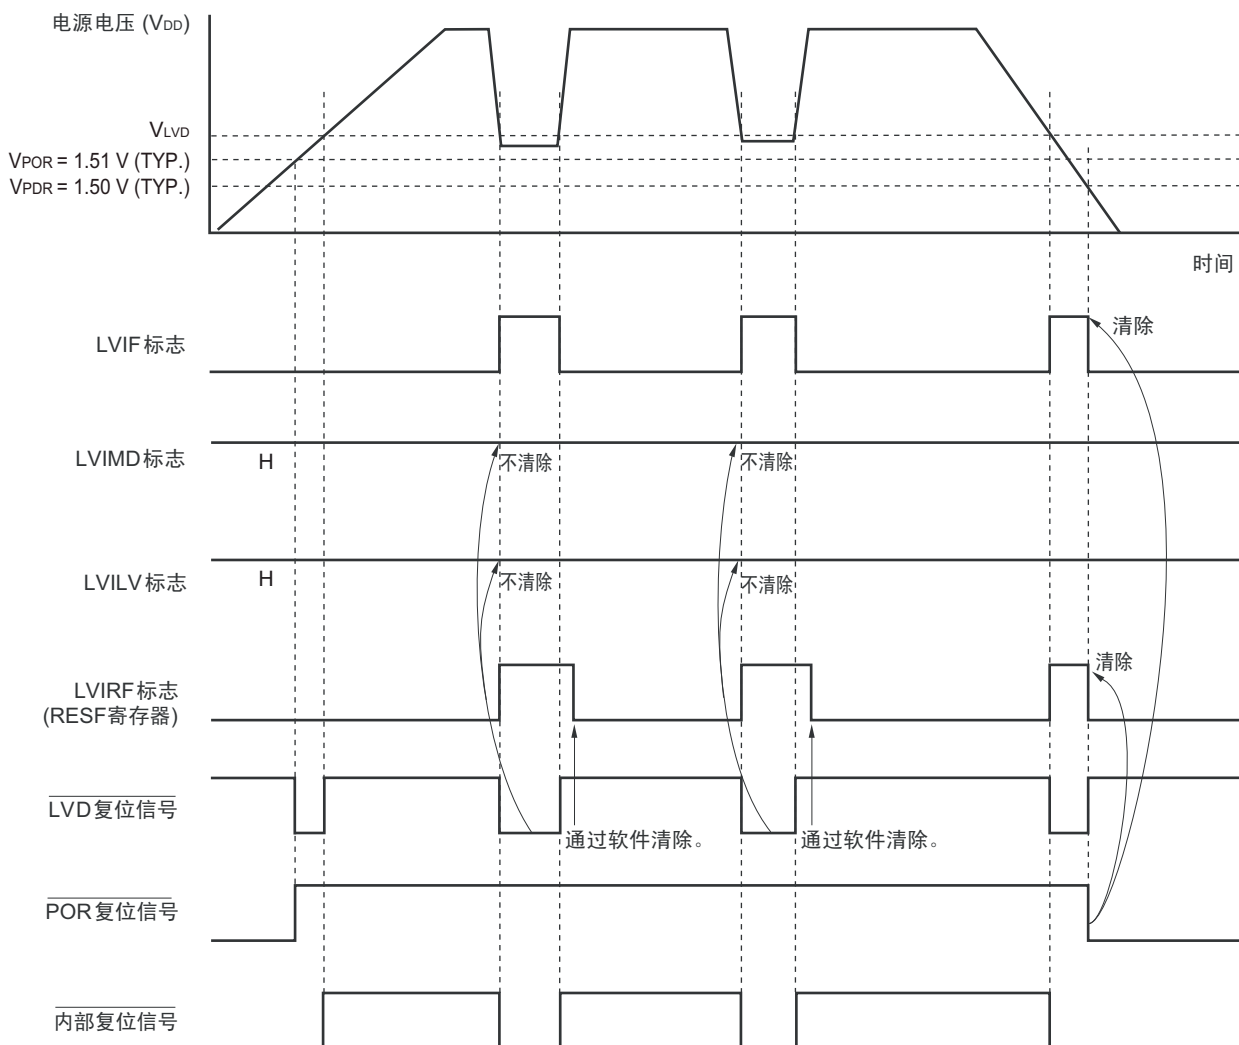 电源电压 (VDD)
VLVD
VPOR = 1.51 V (TYP.)
VPDR = 1.50 V (TYP.)
时间
LVIF标志
清除
LVIMD标志
H
不清除
不清除
LVILV标志
H
不清除
不清除
LVIRF标志
(RESF寄存器)
清除
LVD复位信号
通过软件清除。
通过软件清除。
POR复位信号
内部复位信号